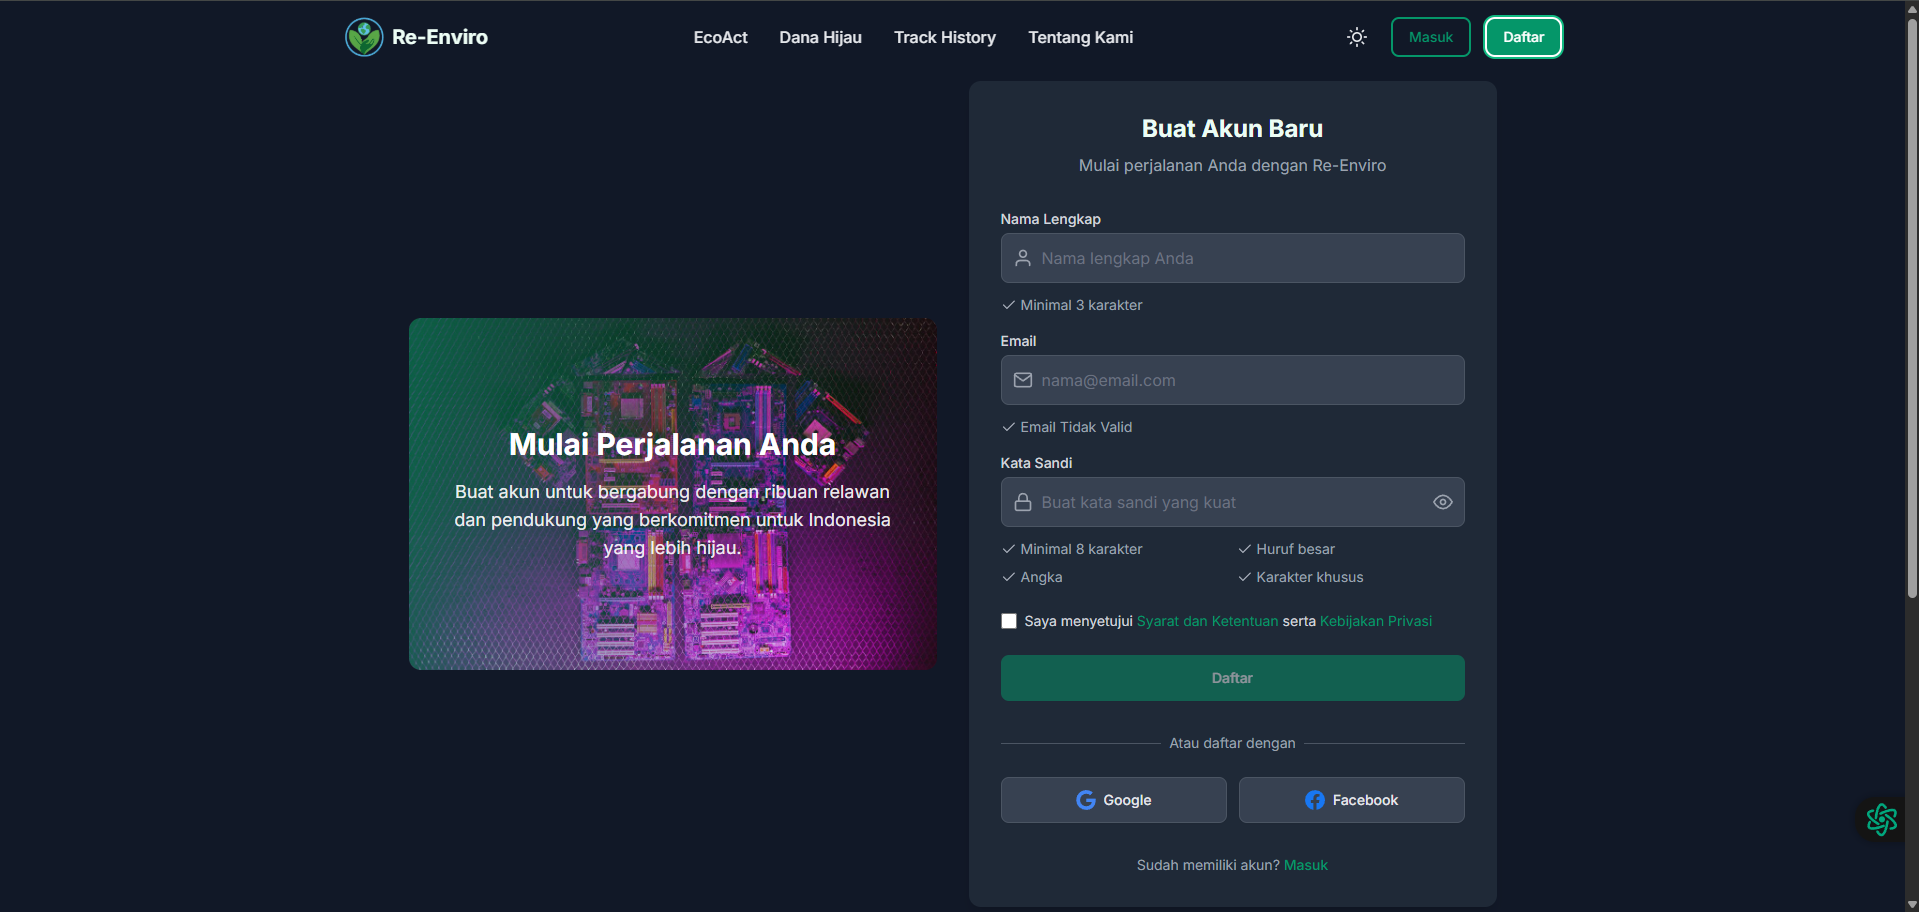 Re-Enviro
EcoAct
Dana Hijau
Track History
Tentang Kami
Masuk
Daftar
Mulai Perjalanan Anda
Buat akun untuk bergabung dengan ribuan relawan
dan pendukung yang berkomitmen untuk Indonesia
yang lebih hijau.
Buat Akun Baru
Mulai perjalanan Anda dengan Re-Enviro
Nama Lengkap
Nama lengkap Anda
Minimal 3 karakter
Email
nama@email.com
Email Tidak Valid
Kata Sandi
Buat kata sandi yang kuat
Minimal 8 karakter
Huruf besar
Angka
Karakter khusus
Saya menyetujui Syarat dan Ketentuan serta Kebijakan Privasi
Daftar
Atau daftar dengan
Google
Facebook
Sudah memiliki akun? Masuk